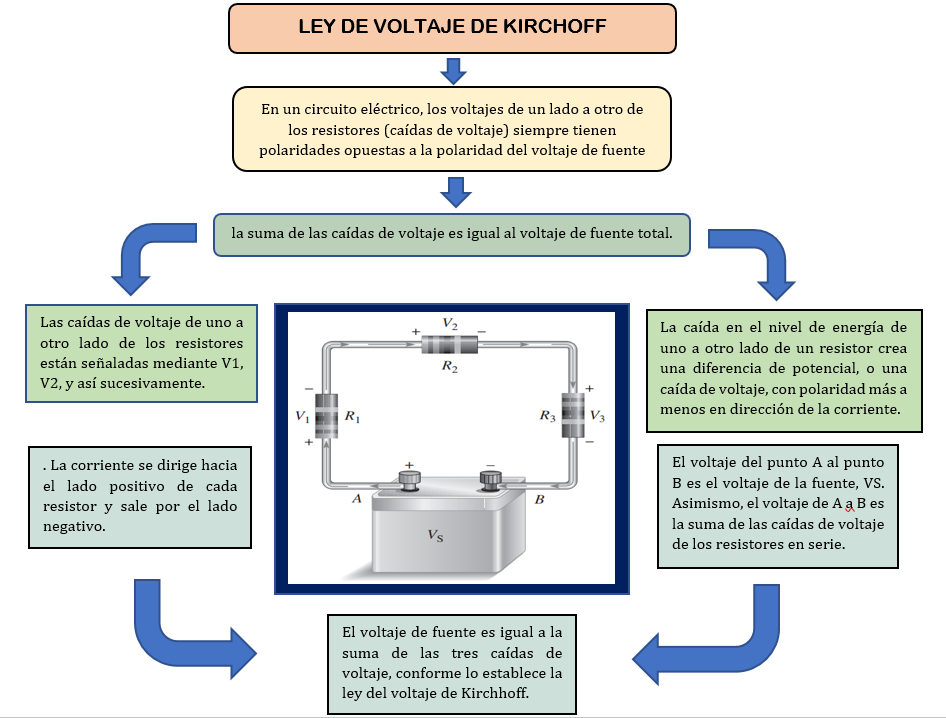 LEY DE VOLTAJE DE KIRCHOFF
En un circuito eléctrico, los voltajes de un lado a otro de
los resistores (caídas de voltaje) siempre tienen
polaridades opuestas a la polaridad del voltaje de fuente
la suma de las caídas de voltaje es igual al voltaje de fuente total.
Las caídas de voltaje de uno a
otro lado de los resistores
están señaladas mediante V1,
V2, y así sucesivamente.
. La corriente se dirige hacia
el lado positivo de cada
resistor y sale por el lado
negativo.
V2
+ −
R2
−
V1 R1
+
+
R3 V3
−
+ −
A B
VS
La caída en el nivel de energía de
uno a otro lado de un resistor crea
una diferencia de potencial, o una
caída de voltaje, con polaridad más a
menos en dirección de la corriente.
El voltaje del punto A al punto
B es el voltaje de la fuente, VS.
Asimismo, el voltaje de A a B es
la suma de las caídas de voltaje
de los resistores en serie.
El voltaje de fuente es igual a la
suma de las tres caídas de
voltaje, conforme lo establece la
ley del voltaje de Kirchhoff.